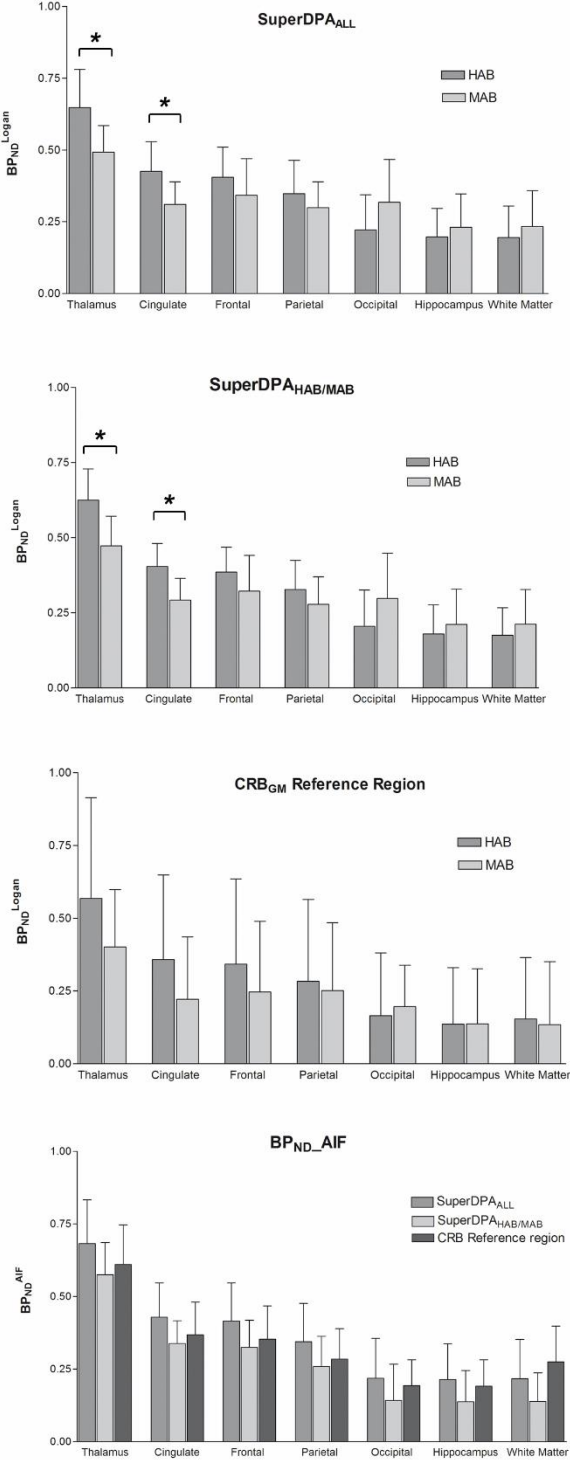 SuperDPAALL
1.00
0.75
0.50
0.25
0.00
BPNDLogan
*
*
HAB
MAB
Thalamus Cingulate Frontal Parietal Occipital Hippocampus White Matter
SuperDPAHAB/MAB
1.00
0.75
0.50
0.25
0.00
BPNDLogan
*
*
HAB
MAB
Thalamus Cingulate Frontal Parietal Occipital Hippocampus White Matter
CRBGM Reference Region
1.00
0.75
0.50
0.25
0.00
BPNDLogan
HAB
MAB
Thalamus Cingulate Frontal Parietal Occipital Hippocampus White Matter
BPND_AIF
1.00
0.75
0.50
0.25
0.00
BPNDAIF
SuperDPAALL
SuperDPAHAB/MAB
CRB Reference region
Thalamus Cingulate Frontal Parietal Occipital Hippocampus White Matter